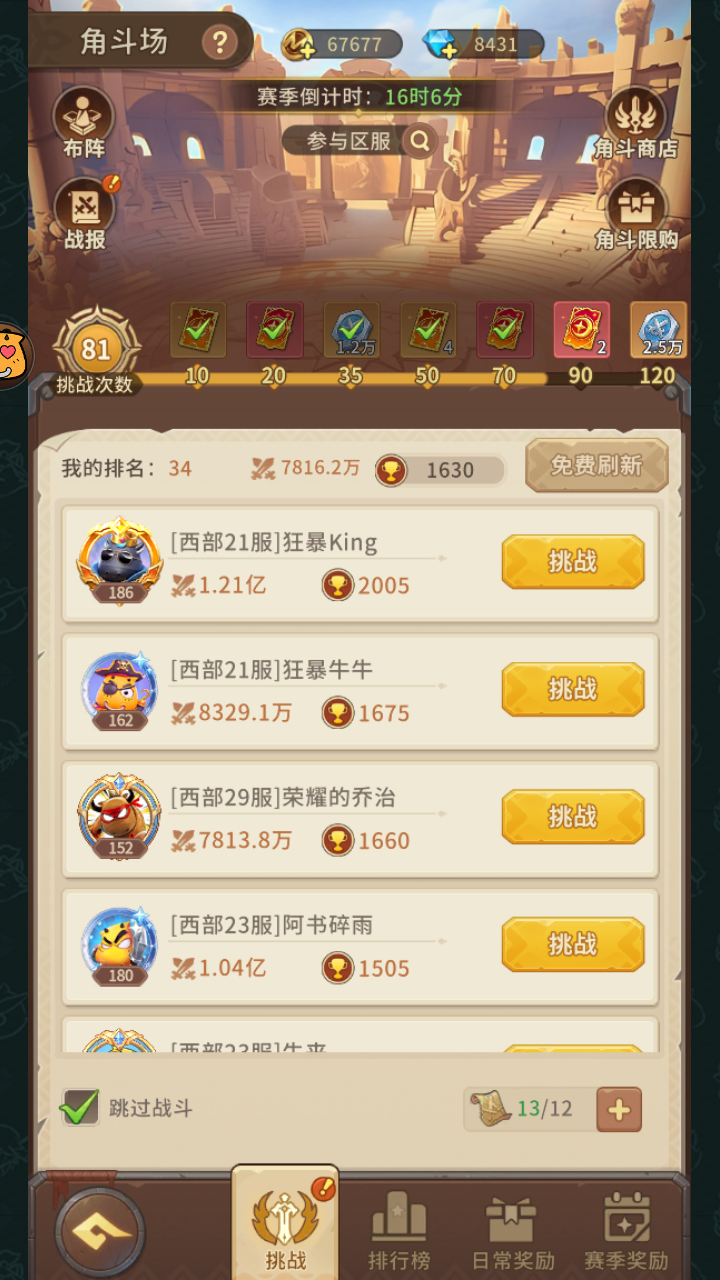 角斗场 ? 67677 8431
赛季倒计时：16时6分
参与区服
布阵
角斗商店
战报
角斗限购
81
挑战次数
1.2万 4 2 2.5万
10 20 35 50 70 90 120
我的排名：34 7816.2万 1630 免费刷新
[西部21服]狂暴King
186 1.21亿 2005 挑战
[西部21服]狂暴牛牛
162 8329.1万 1675 挑战
[西部29服]荣耀的乔治
152 7813.8万 1660 挑战
[西部23服]阿书碎雨
180 1.04亿 1505 挑战
[西部23服]牛来
跳过战斗 13/12
挑战 排行榜 日常奖励 赛季奖励